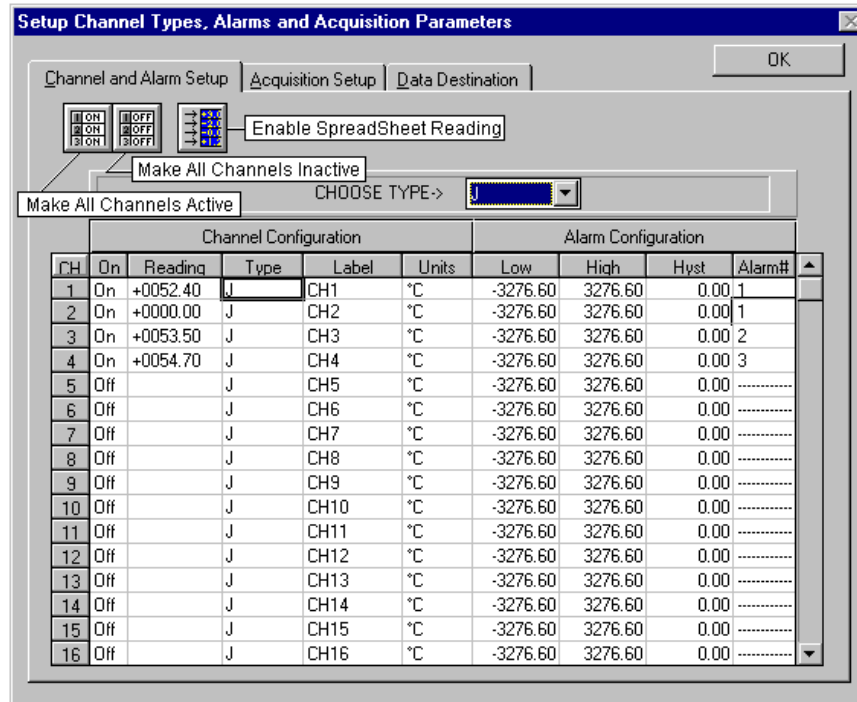 Setup Channel Types, Alarms and Acquisition Parameters
OK
Channel and Alarm Setup Acquisition Setup Data Destination
1 ON 1 OFF
2 ON 2 OFF
3 ON 3 OFF
Enable SpreadSheet Reading
Make All Channels Inactive
CHOOSE TYPE-> J
Make All Channels Active
Channel Configuration Alarm Configuration
CH On Reading Type Label Units Low High Hyst Alarm#
1 On +0052.40 J CH1 °C -3276.60 3276.60 0.00 1
2 On +0000.00 J CH2 °C -3276.60 3276.60 0.00 1
3 On +0053.50 J CH3 °C -3276.60 3276.60 0.00 2
4 On +0054.70 J CH4 °C -3276.60 3276.60 0.00 3
5 Off J CH5 °C -3276.60 3276.60 0.00 -----------
6 Off J CH6 °C -3276.60 3276.60 0.00 -----------
7 Off J CH7 °C -3276.60 3276.60 0.00 -----------
8 Off J CH8 °C -3276.60 3276.60 0.00 -----------
9 Off J CH9 °C -3276.60 3276.60 0.00 -----------
10 Off J CH10 °C -3276.60 3276.60 0.00 -----------
11 Off J CH11 °C -3276.60 3276.60 0.00 -----------
12 Off J CH12 °C -3276.60 3276.60 0.00 -----------
13 Off J CH13 °C -3276.60 3276.60 0.00 -----------
14 Off J CH14 °C -3276.60 3276.60 0.00 -----------
15 Off J CH15 °C -3276.60 3276.60 0.00 -----------
16 Off J CH16 °C -3276.60 3276.60 0.00 -----------